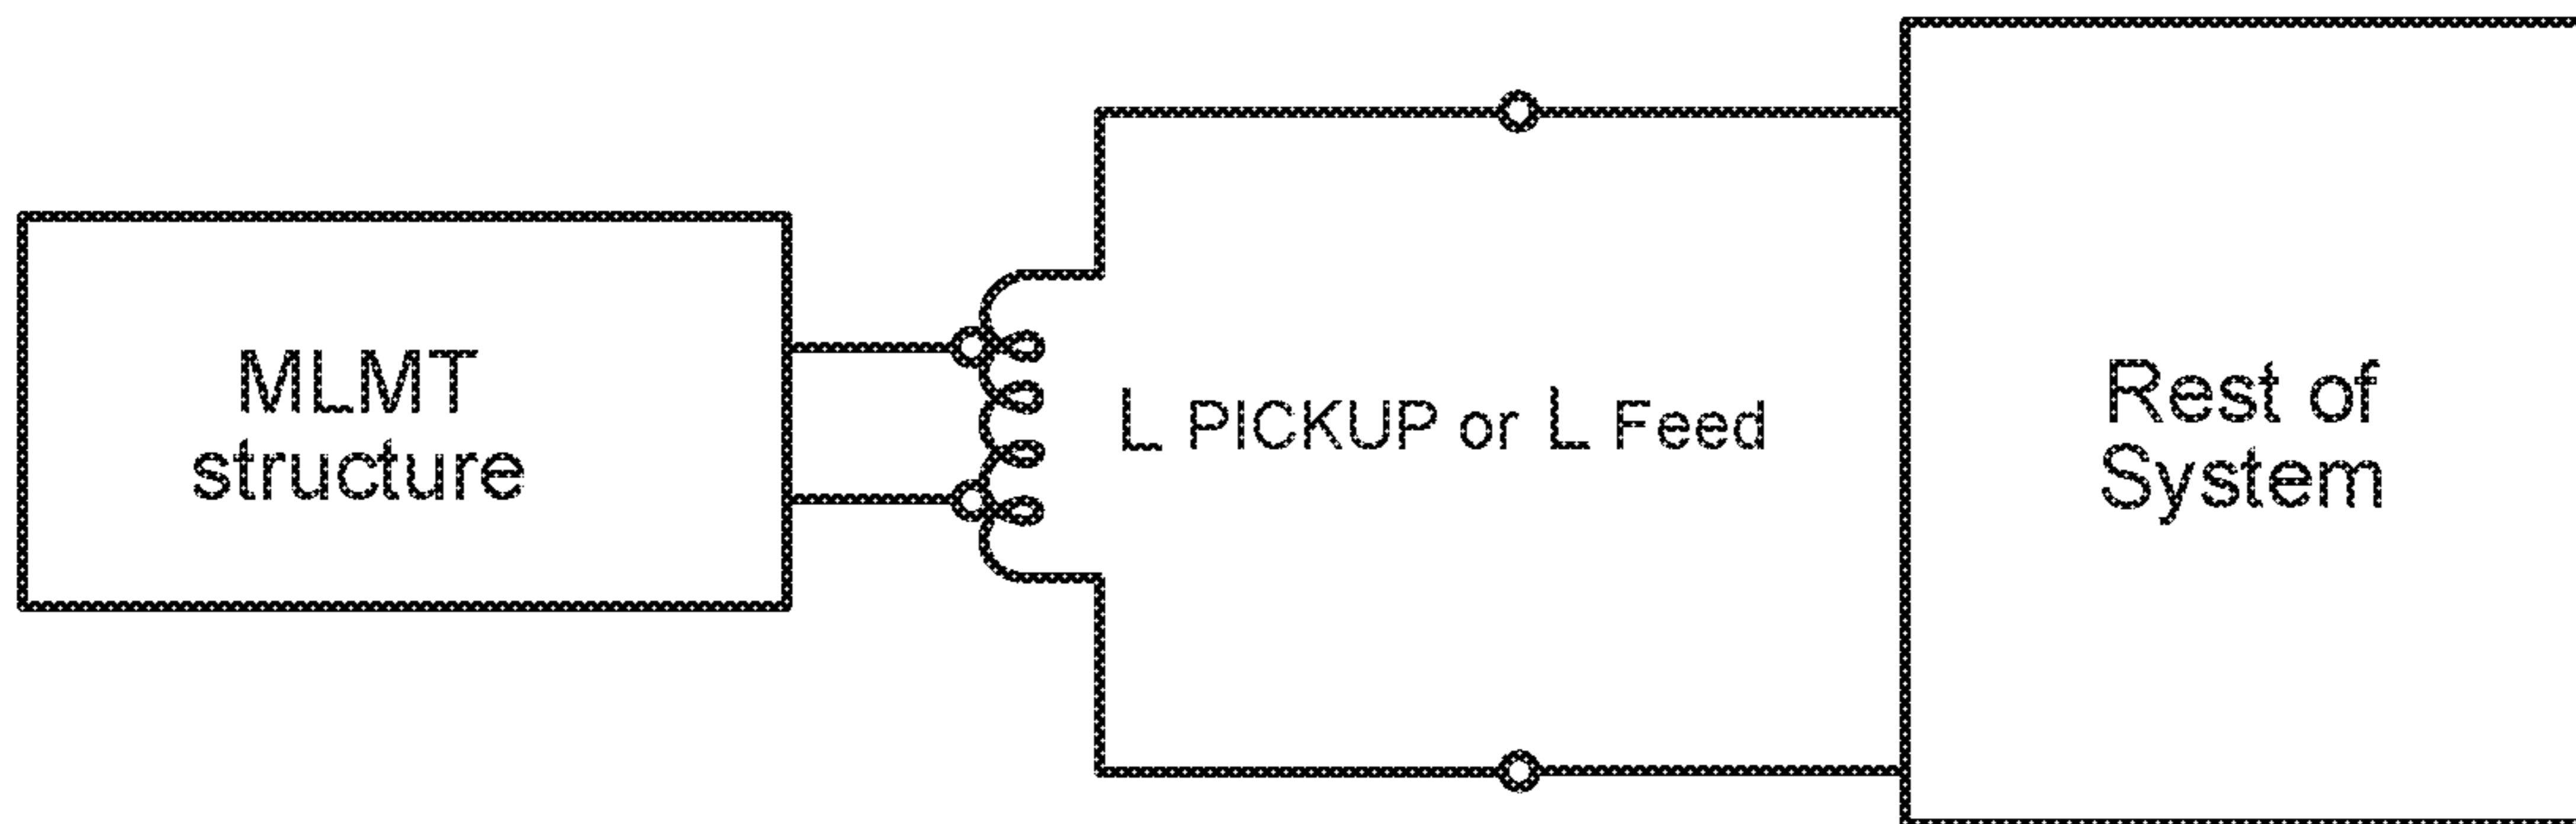 MLMT
structure
L PICKUP or L Feed
Rest of
System